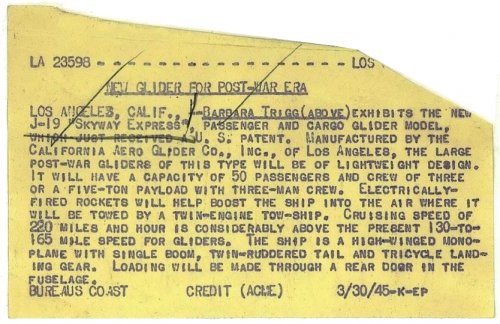 LA 23598 - - - - - - - - - - - - LOS
NEW GLIDER FOR POST-WAR ERA
LOS ANGELES, CALIF., --BARBARA TRIGG (ABOVE) EXHIBITS THE NEW
J-19 "SKYWAY EXPRESS", PASSENGER AND CARGO GLIDER MODEL,
WHICH JUST RECEIVED U. S. PATENT. MANUFACTURED BY THE
CALIFORNIA AERO GLIDER CO., INC., OF LOS ANGELES, THE LARGE
POST-WAR GLIDERS OF THIS TYPE WILL BE OF LIGHTWEIGHT DESIGN.
IT WILL HAVE A CAPACITY OF 50 PASSENGERS AND CREW OF THREE
OR A FIVE-TON PAYLOAD WITH THREE-MAN CREW. ELECTRICALLY-
FIRED ROCKETS WILL HELP BOOST THE SHIP INTO THE AIR WHERE IT
WILL BE TOWED BY A TWIN-ENGINE TOW-SHIP. CRUISING SPEED OF
220 MILES AND HOUR IS CONSIDERABLY ABOVE THE PRESENT 130-TO-
165 MILE SPEED FOR GLIDERS. THE SHIP IS A HIGH-WINGED MONO-
PLANE WITH SINGLE BOOM, TWIN-RUDDERED TAIL AND TRICYCLE LAND-
ING GEAR. LOADING WILL BE MADE THROUGH A REAR DOOR IN THE
FUSELAGE.
BUREAUS COAST CREDIT (ACME) 3/30/45-K-EP